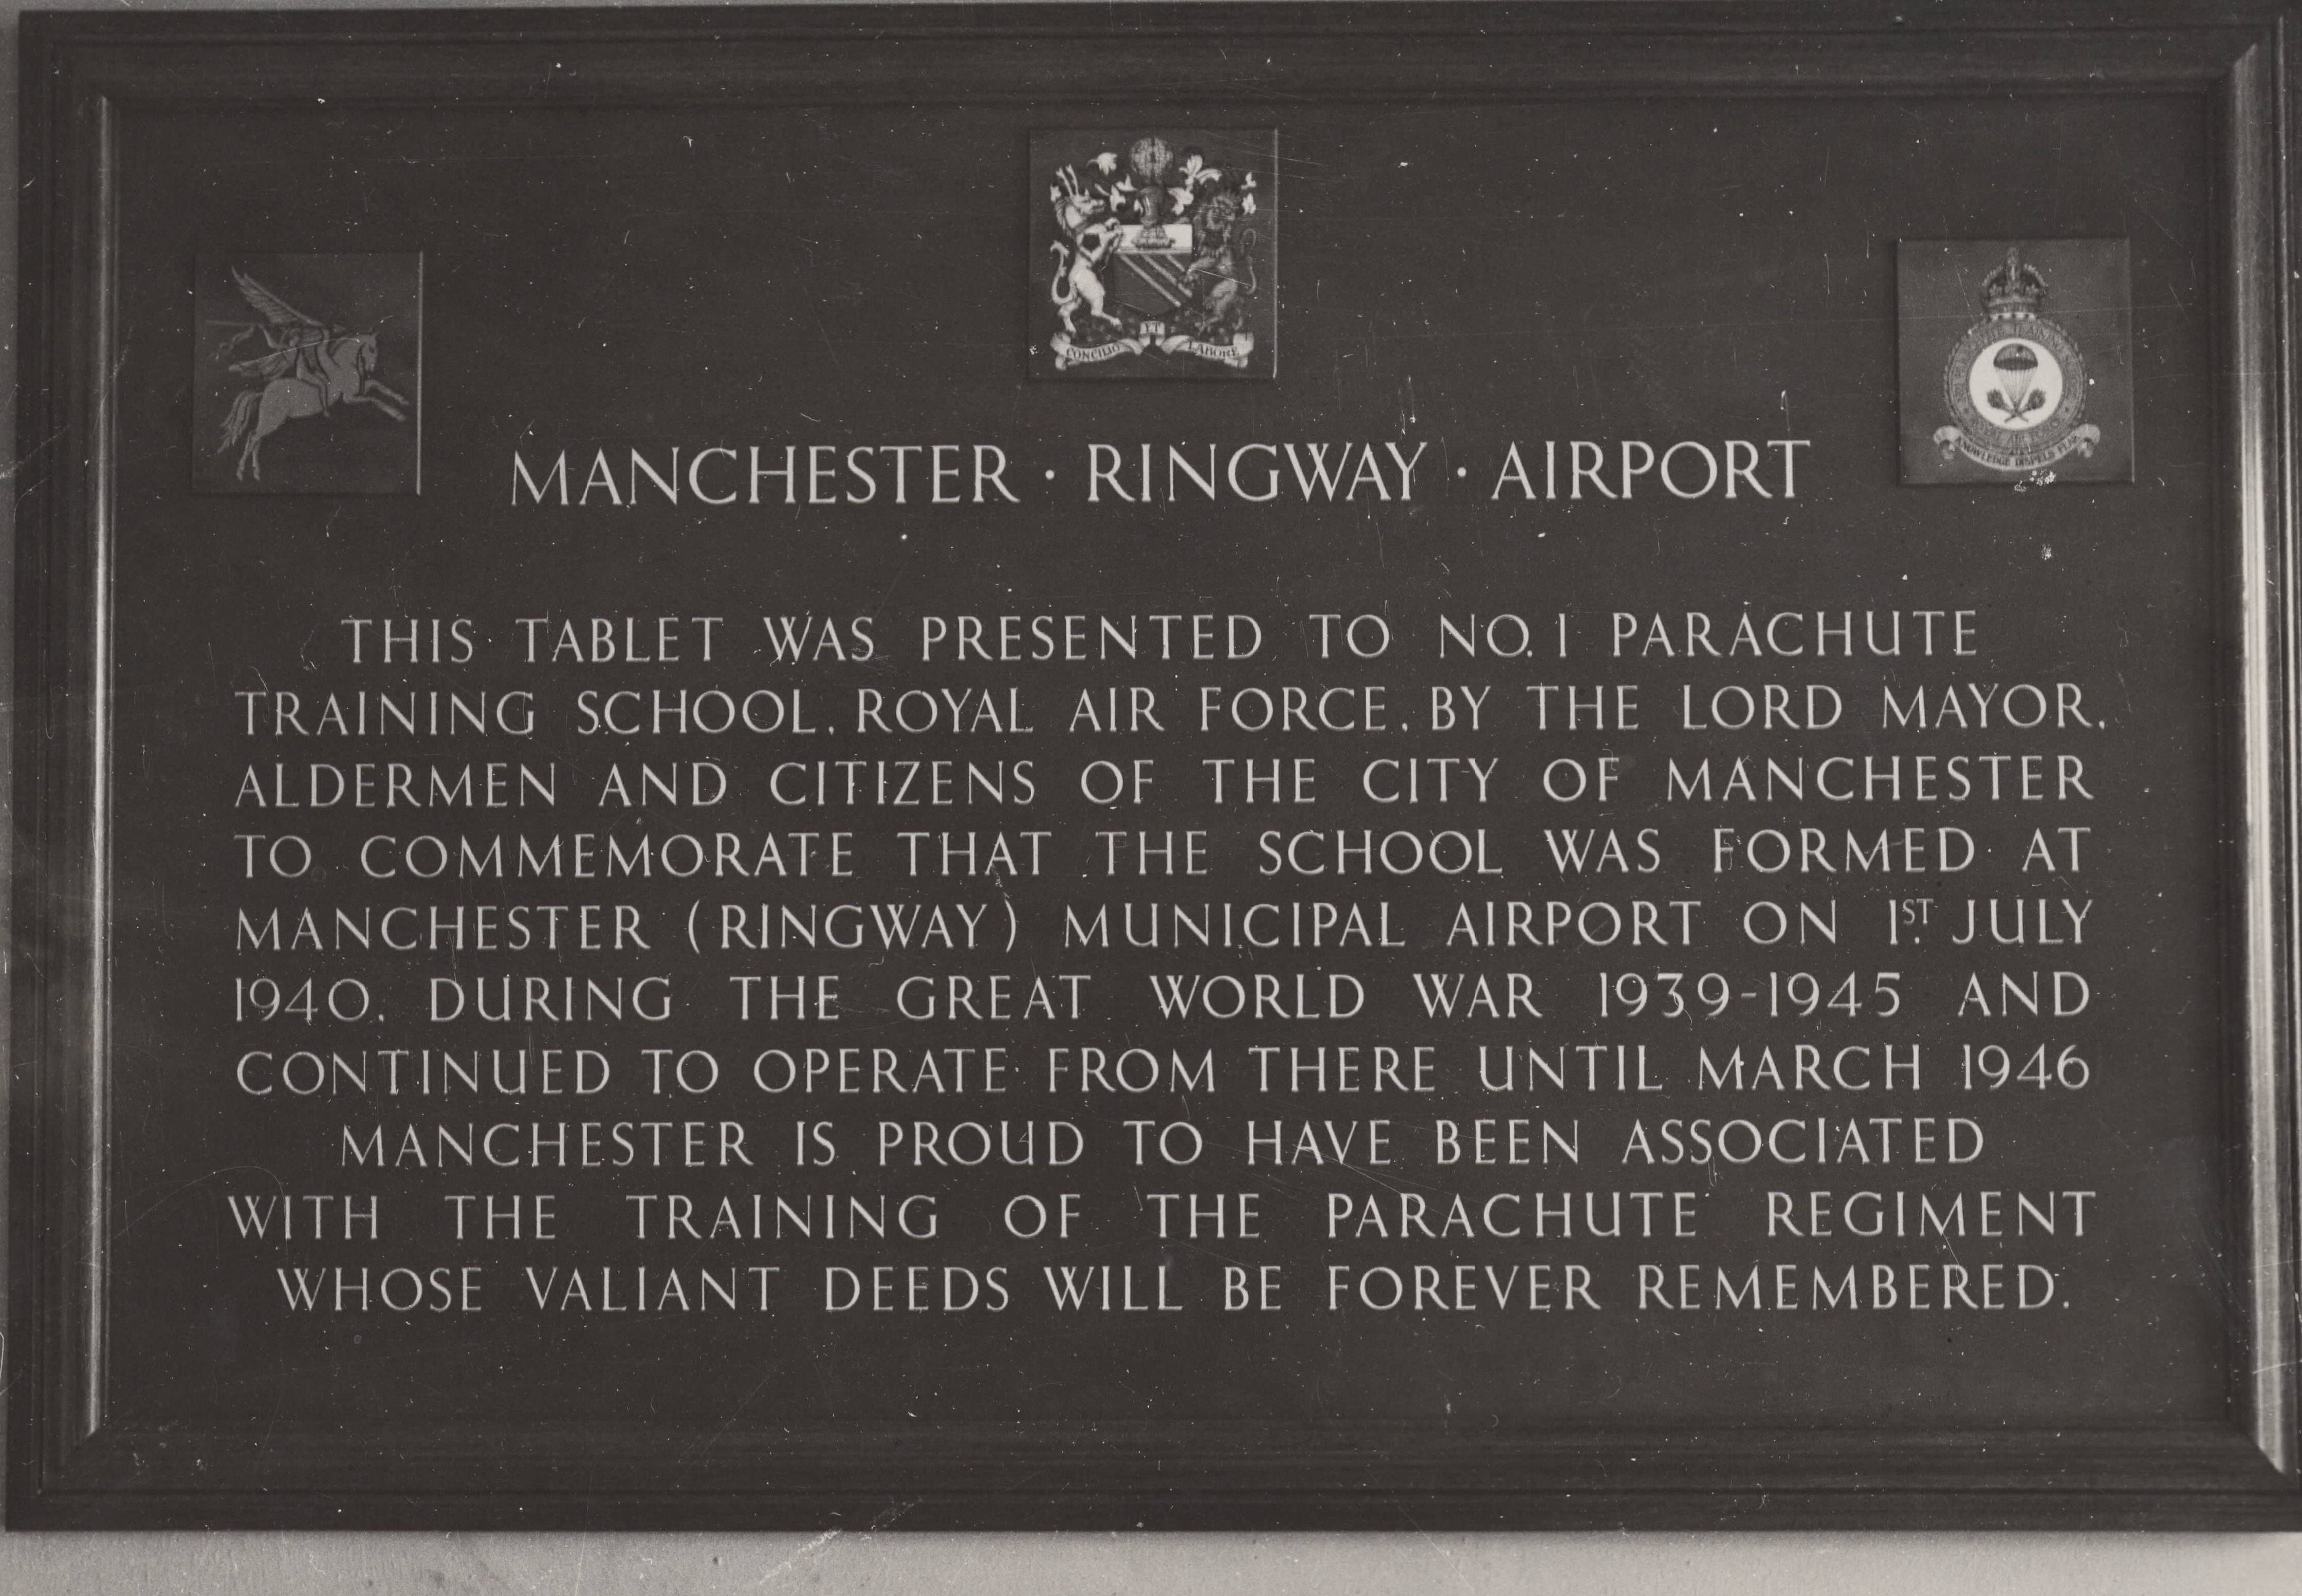 CONCILIO ET LABORE
KNOWLEDGE DISPELS FEAR
MANCHESTER · RINGWAY · AIRPORT
THIS TABLET WAS PRESENTED TO NO. 1 PARACHUTE
TRAINING SCHOOL, ROYAL AIR FORCE, BY THE LORD MAYOR,
ALDERMEN AND CITIZENS OF THE CITY OF MANCHESTER
TO COMMEMORATE THAT THE SCHOOL WAS FORMED AT
MANCHESTER (RINGWAY) MUNICIPAL AIRPORT ON 1ST. JULY
1940, DURING THE GREAT WORLD WAR 1939-1945 AND
CONTINUED TO OPERATE FROM THERE UNTIL MARCH 1946
MANCHESTER IS PROUD TO HAVE BEEN ASSOCIATED
WITH THE TRAINING OF THE PARACHUTE REGIMENT
WHOSE VALIANT DEEDS WILL BE FOREVER REMEMBERED.